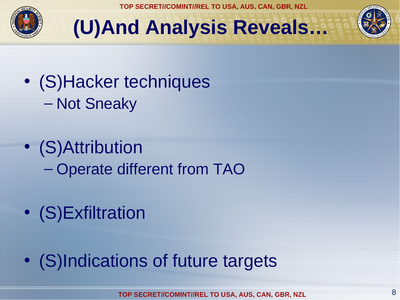 TOP SECRET//COMINT//REL TO USA, AUS, CAN, GBR, NZL
(U)And Analysis Reveals…
• (S)Hacker techniques
– Not Sneaky
• (S)Attribution
– Operate different from TAO
• (S)Exfiltration
• (S)Indications of future targets
TOP SECRET//COMINT//REL TO USA, AUS, CAN, GBR, NZL
8